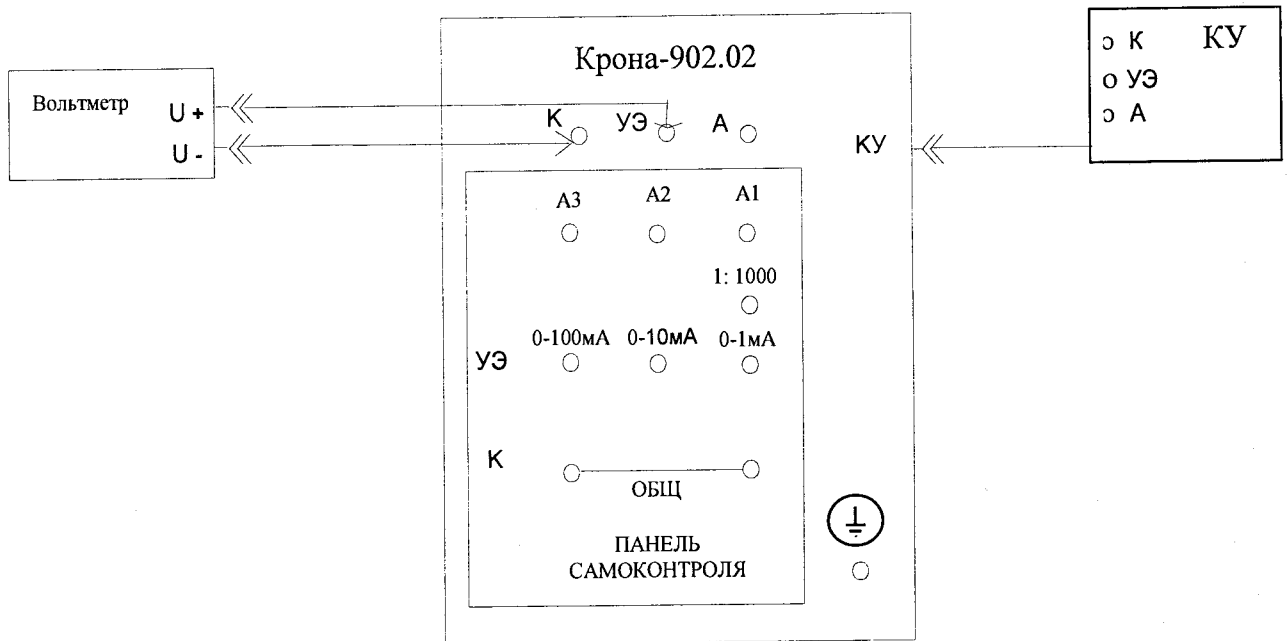 Крона-902.02
К КУ
УЭ
А
Вольтметр
U +
U -
К УЭ А
КУ
А3 А2 А1
1: 1000
0-100мА 0-10мА 0-1мА
УЭ
К
ОБЩ
ПАНЕЛЬ
САМОКОНТРОЛЯ